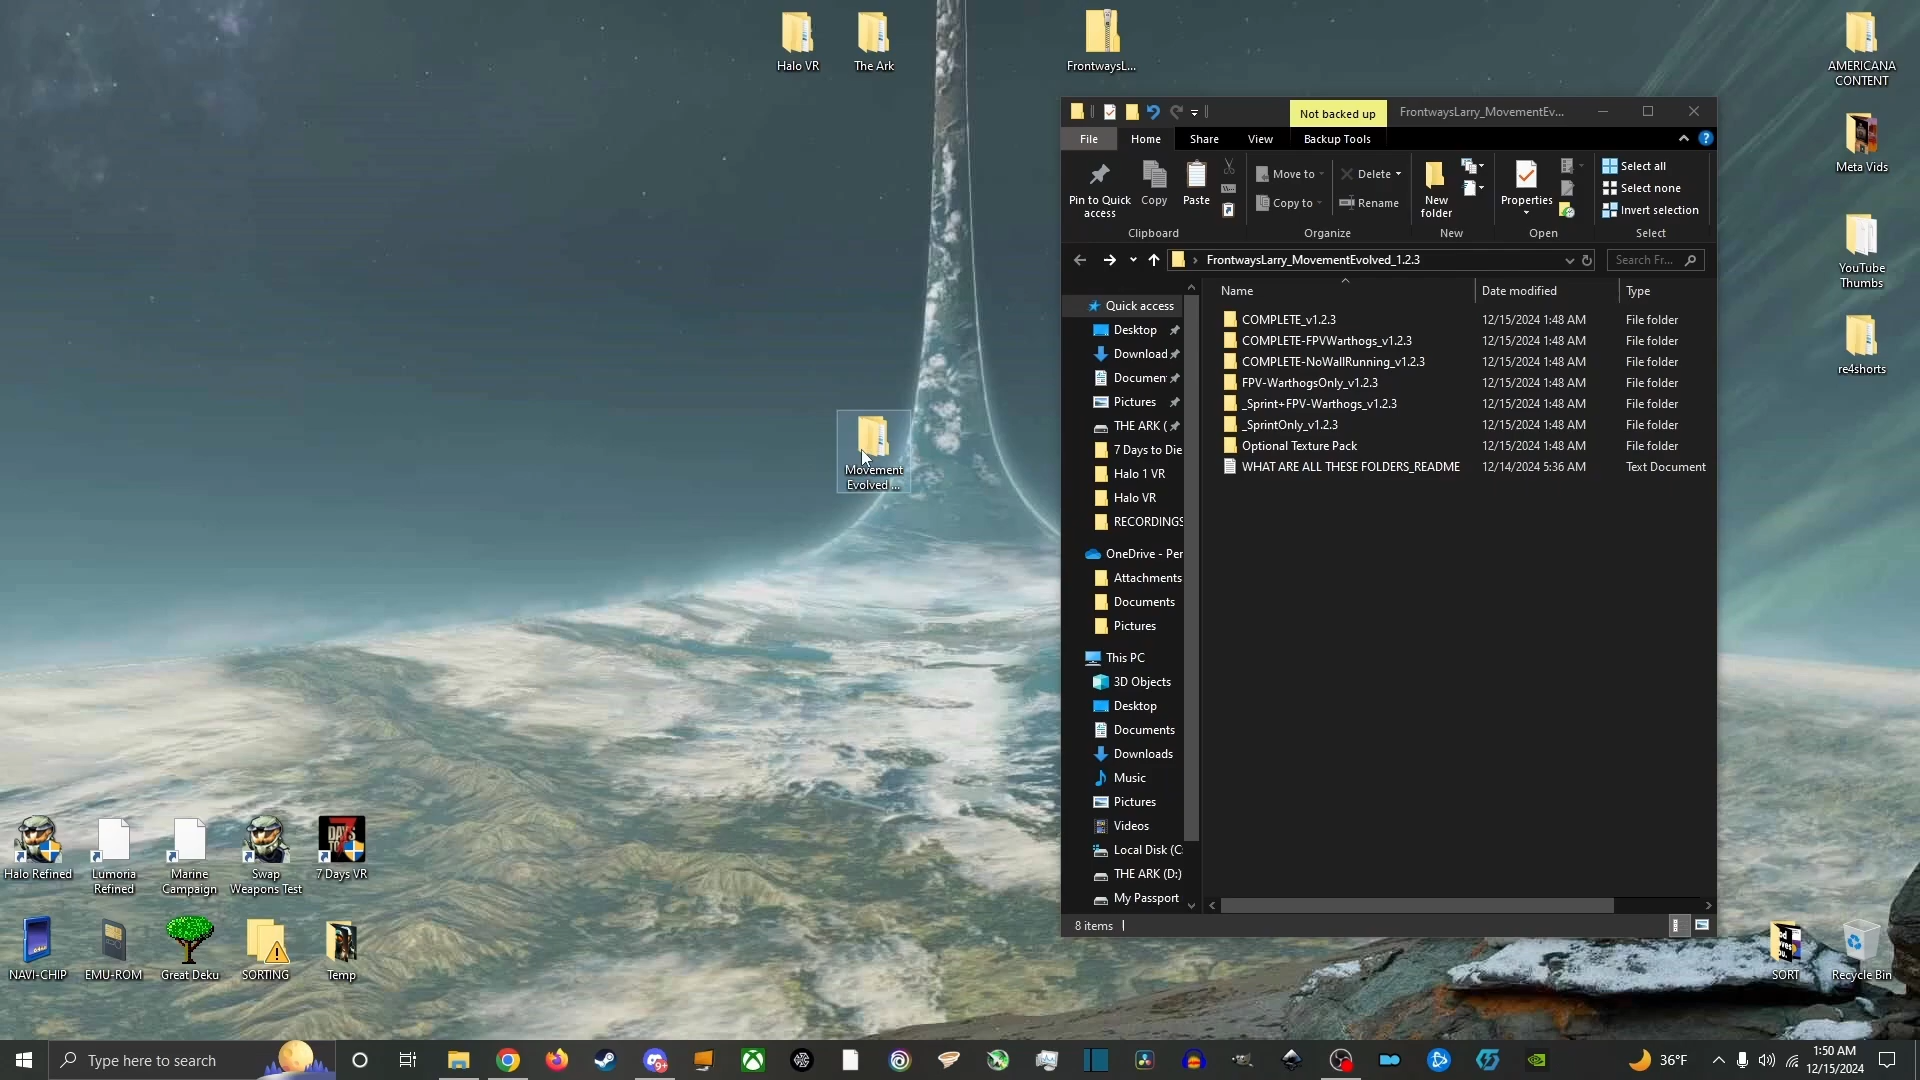 Halo VR
The Ark
FrontwaysL...
AMERICANA
CONTENT
Meta Vids
YouTube
Thumbs
re4shorts
Movement
Evolved ...
Not backed up
FrontwaysLarry_MovementEv...
File
Home
Share
View
Backup Tools
Pin to Quick
access
Copy
Paste
Move to
Copy to
Delete
Rename
New
folder
Properties
Select all
Select none
Invert selection
Clipboard
Organize
New
Open
Select
FrontwaysLarry_MovementEvolved_1.2.3
Search Fr...
Name
Date modified
Type
COMPLETE_v1.2.3 12/15/2024 1:48 AM File folder
COMPLETE-FPVWarthogs_v1.2.3 12/15/2024 1:48 AM File folder
COMPLETE-NoWallRunning_v1.2.3 12/15/2024 1:48 AM File folder
FPV-WarthogsOnly_v1.2.3 12/15/2024 1:48 AM File folder
_Sprint+FPV-Warthogs_v1.2.3 12/15/2024 1:48 AM File folder
_SprintOnly_v1.2.3 12/15/2024 1:48 AM File folder
Optional Texture Pack 12/15/2024 1:48 AM File folder
WHAT ARE ALL THESE FOLDERS_README 12/14/2024 5:36 AM Text Document
Quick access
Desktop
Download
Documen
Pictures
THE ARK (
7 Days to Die
Halo 1 VR
Halo VR
RECORDINGS
OneDrive - Per
Attachments
Documents
Pictures
This PC
3D Objects
Desktop
Documents
Downloads
Music
Pictures
Videos
Local Disk (C:
THE ARK (D:)
My Passport
8 items
Halo Refined
Lumoria
Refined
Marine
Campaign
Swap
Weapons Test
7 Days VR
NAVI-CHIP
EMU-ROM
Great Deku
SORTING
Temp
SORT
Recycle Bin
Type here to search
9+
36°F
1:50 AM
12/15/2024